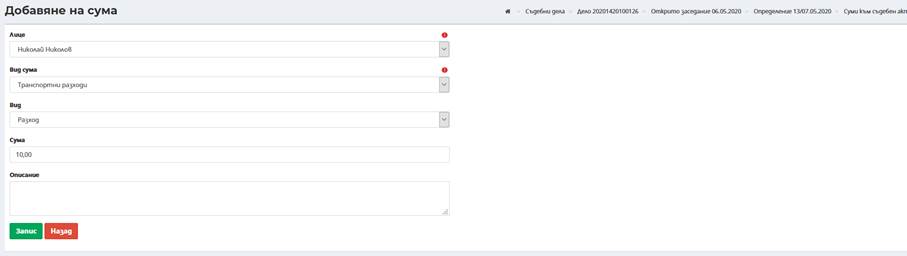 Добавяне на сума
Съдебни дела
Дело 20201420100126
Открито заседание 06.05.2020
Определение 13/07.05.2020
Суми към съдебен акт
Лице
Николай Николов
Вид сума
Транспортни разходи
Вид
Разход
Сума
10,00
Описание
Запис Назад